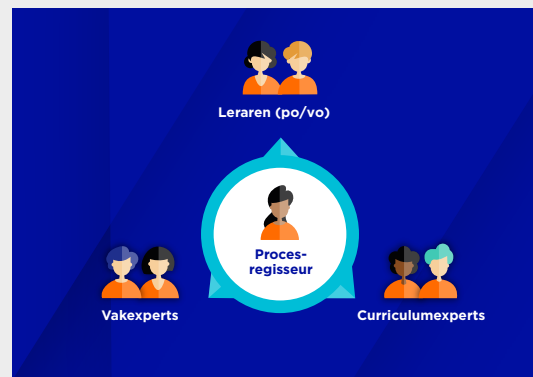 Leraren (po/vo)
Proces-
regisseur
Vakexperts
Curriculumexperts